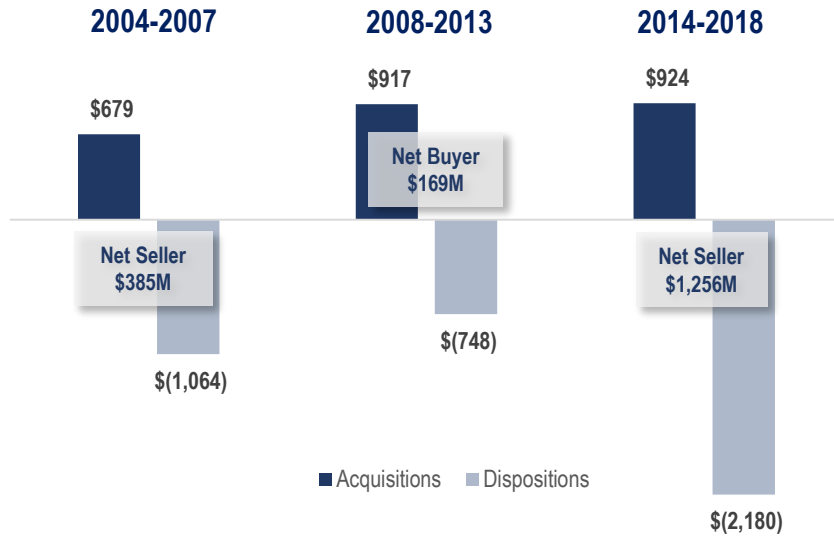 2004-2007
2008-2013
2014-2018
$679
$917
$924
Net Buyer
$169M
Net Seller
$385M
Net Seller
$1,256M
$(748)
$(1,064)
Acquisitions
Dispositions
$(2,180)